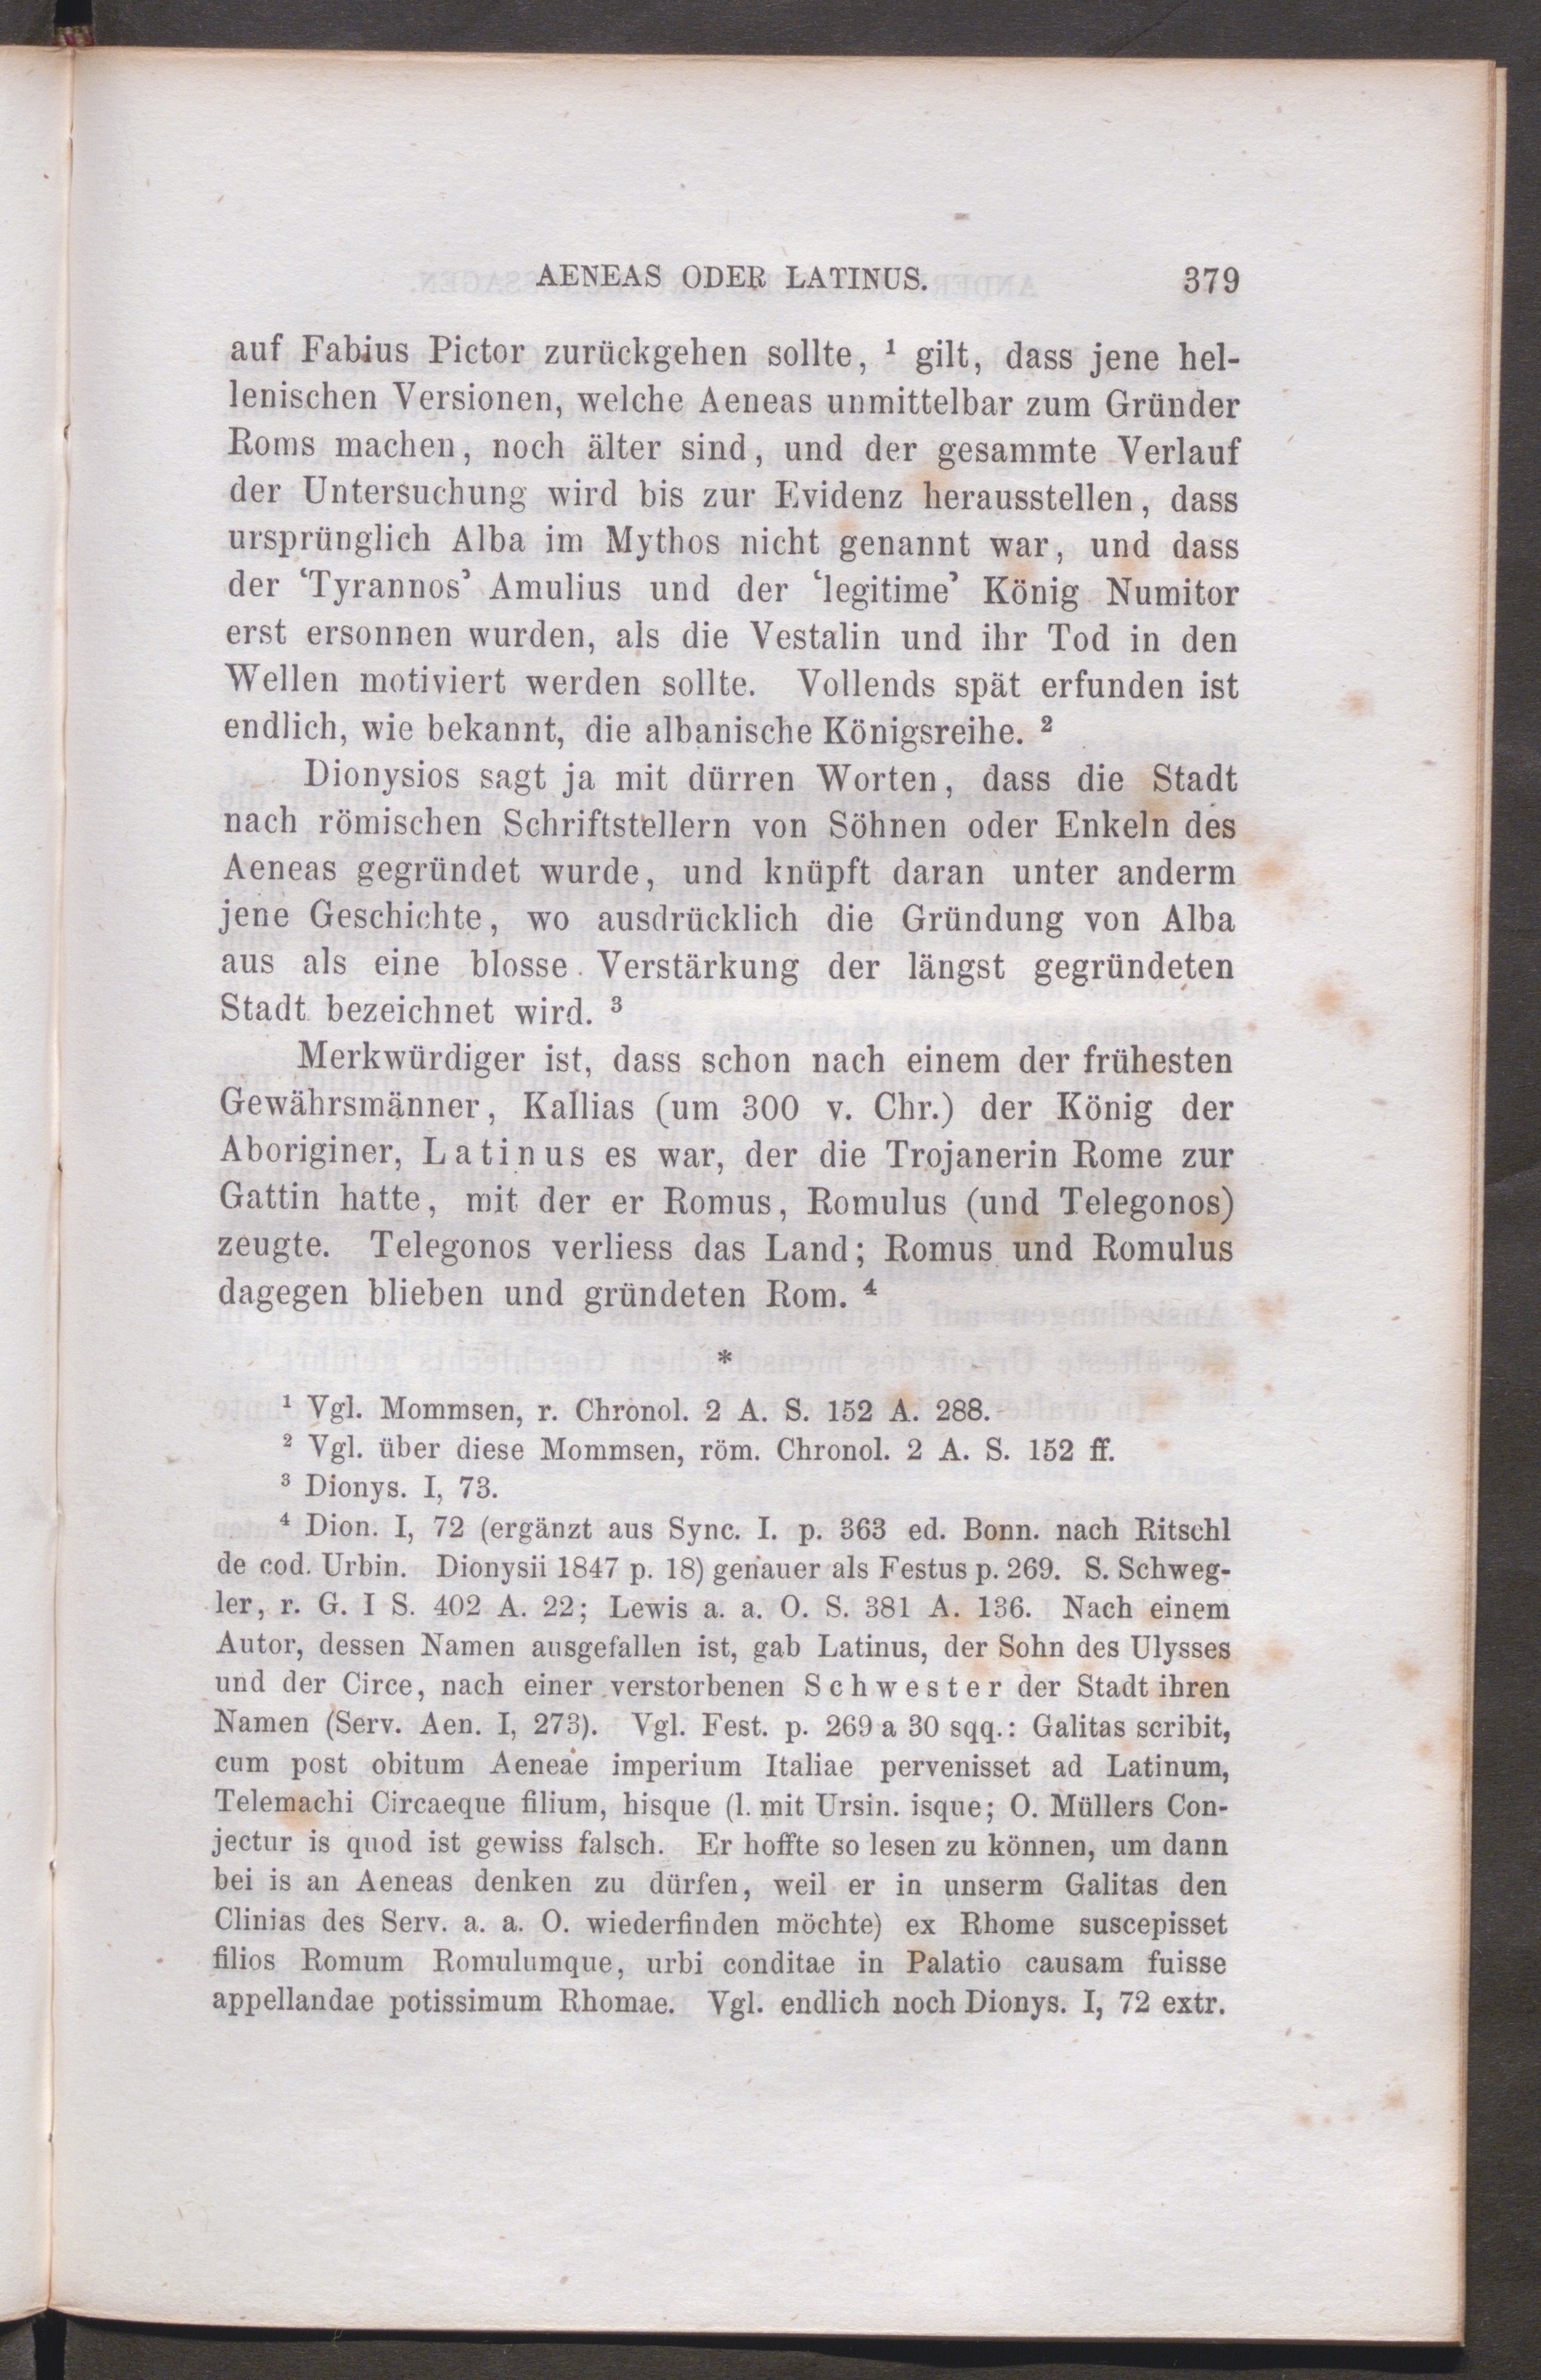 AENEAS ODER LATINUS. 379
auf Fabius Pictor zurückgehen sollte, ¹ gilt, dass jene hel-
lenischen Versionen, welche Aeneas unmittelbar zum Gründer
Roms machen, noch älter sind, und der gesammte Verlauf
der Untersuchung wird bis zur Evidenz herausstellen, dass
ursprünglich Alba im Mythos nicht genannt war, und dass
der ‘Tyrannos’ Amulius und der ‘legitime’ König Numitor
erst ersonnen wurden, als die Vestalin und ihr Tod in den
Wellen motiviert werden sollte. Vollends spät erfunden ist
endlich, wie bekannt, die albanische Königsreihe. ²
Dionysios sagt ja mit dürren Worten, dass die Stadt
nach römischen Schriftstellern von Söhnen oder Enkeln des
Aeneas gegründet wurde, und knüpft daran unter anderm
jene Geschichte, wo ausdrücklich die Gründung von Alba
aus als eine blosse Verstärkung der längst gegründeten
Stadt bezeichnet wird. ³
Merkwürdiger ist, dass schon nach einem der frühesten
Gewährsmänner, Kallias (um 300 v. Chr.) der König der
Aboriginer, Latinus es war, der die Trojanerin Rome zur
Gattin hatte, mit der er Romus, Romulus (und Telegonos)
zeugte. Telegonos verliess das Land; Romus und Romulus
dagegen blieben und gründeten Rom. ⁴
*
¹ Vgl. Mommsen, r. Chronol. 2 A. S. 152 A. 288.
² Vgl. über diese Mommsen, röm. Chronol. 2 A. S. 152 ff.
³ Dionys. I, 73.
⁴ Dion. I, 72 (ergänzt aus Sync. I. p. 363 ed. Bonn. nach Ritschl
de cod. Urbin. Dionysii 1847 p. 18) genauer als Festus p. 269. S. Schweg-
ler, r. G. I S. 402 A. 22; Lewis a. a. O. S. 381 A. 136. Nach einem
Autor, dessen Namen ausgefallen ist, gab Latinus, der Sohn des Ulysses
und der Circe, nach einer verstorbenen Schwester der Stadt ihren
Namen (Serv. Aen. I, 273). Vgl. Fest. p. 269 a 30 sqq.: Galitas scribit,
cum post obitum Aeneae imperium Italiae pervenisset ad Latinum,
Telemachi Circaeque filium, hisque (l. mit Ursin. isque; O. Müllers Con-
jectur is quod ist gewiss falsch. Er hoffte so lesen zu können, um dann
bei is an Aeneas denken zu dürfen, weil er in unserm Galitas den
Clinias des Serv. a. a. O. wiederfinden möchte) ex Rhome suscepisset
filios Romum Romulumque, urbi conditae in Palatio causam fuisse
appellandae potissimum Rhomae. Vgl. endlich noch Dionys. I, 72 extr.